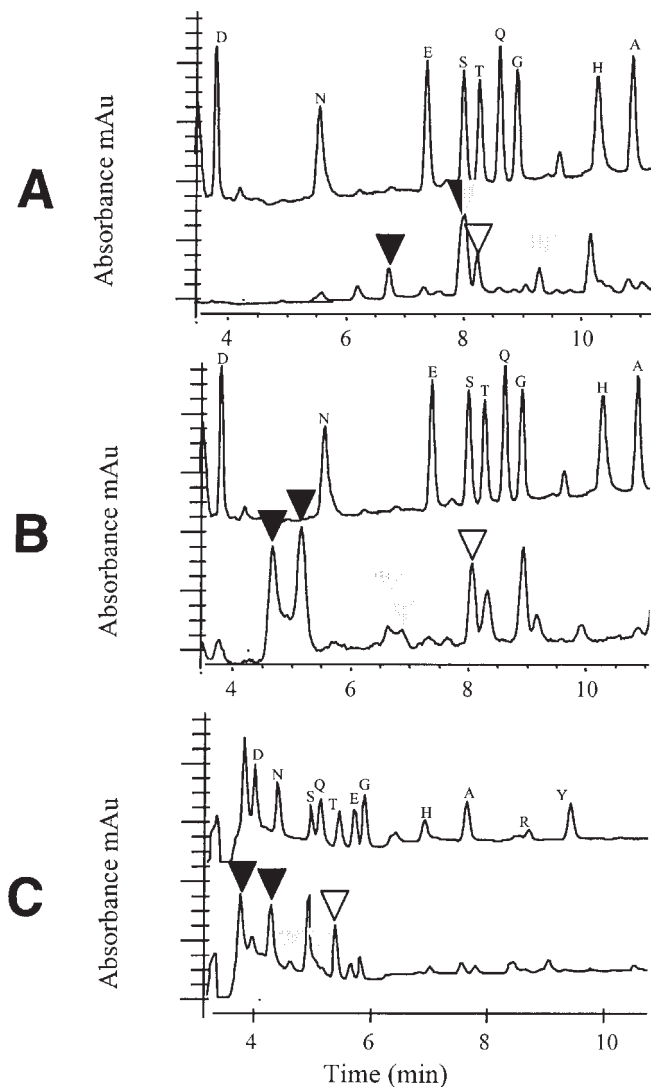 D N E S T Q G H A
A
Absorbance mAu
4 6 8 10
D N E S T Q G H A
B
Absorbance mAu
4 6 8 10
D N S Q T E G H A R Y
C
Absorbance mAu
4 6 8 10
Time (min)